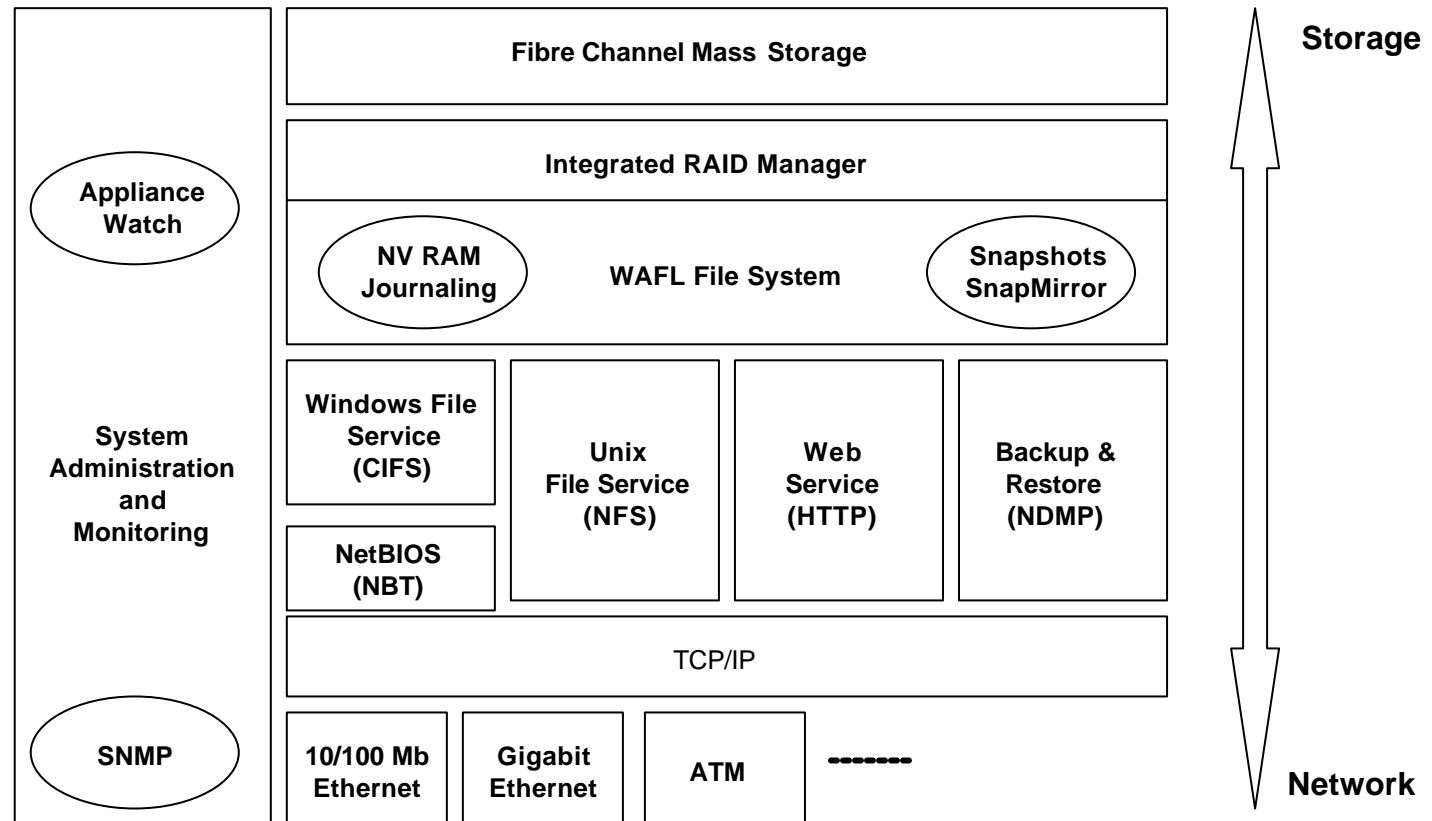 Fibre Channel Mass Storage
Storage
Integrated RAID Manager
Appliance
Watch
NV RAM
Journaling
WAFL File System
Snapshots
SnapMirror
System
Administration
and
Monitoring
Windows File
Service
(CIFS)
NetBIOS
(NBT)
Unix
File Service
(NFS)
Web
Service
(HTTP)
Backup &
Restore
(NDMP)
TCP/IP
SNMP
10/100 Mb
Ethernet
Gigabit
Ethernet
ATM
-------
Network